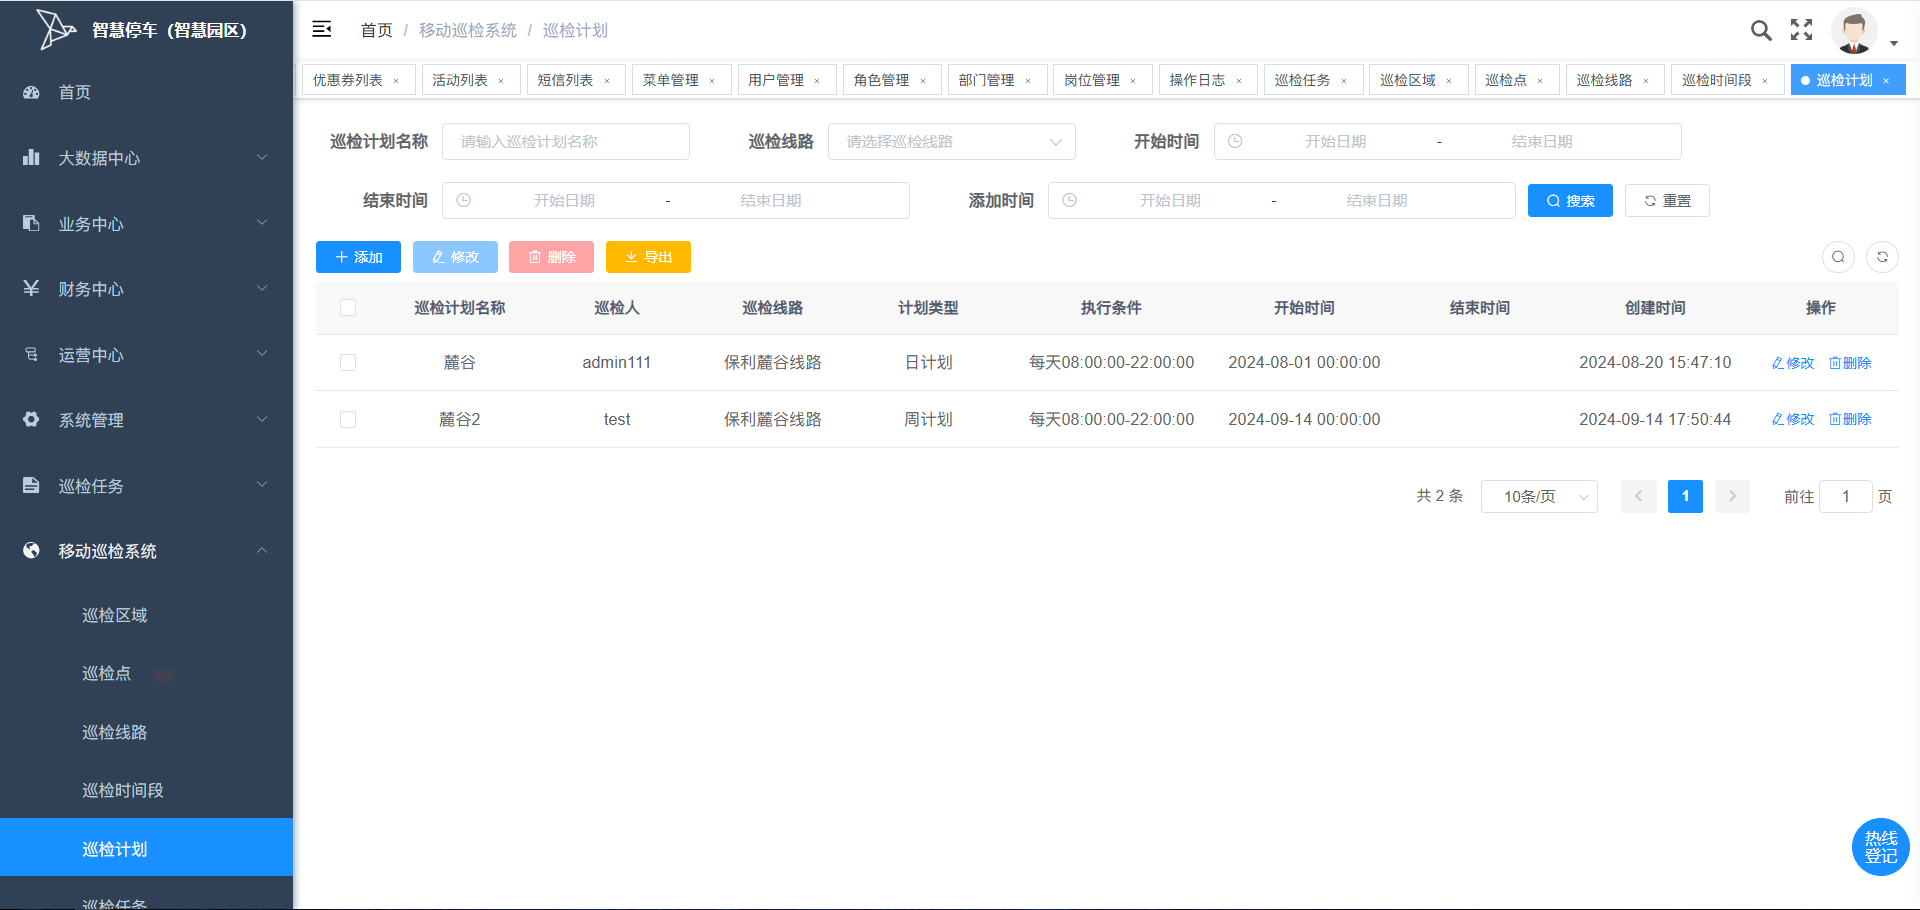 智慧停车（智慧园区）
首页
大数据中心
业务中心
财务中心
运营中心
系统管理
巡检任务
移动巡检系统
巡检区域
巡检点
巡检线路
巡检时间段
巡检计划
巡检任务
首页 / 移动巡检系统 / 巡检计划
优惠券列表 × 活动列表 × 短信列表 × 菜单管理 × 用户管理 × 角色管理 × 部门管理 × 岗位管理 × 操作日志 × 巡检任务 × 巡检区域 × 巡检点 × 巡检线路 × 巡检时间段 × 巡检计划 ×
巡检计划名称 请输入巡检计划名称 巡检线路 请选择巡检线路 开始时间 开始日期 - 结束日期
结束时间 开始日期 - 结束日期 添加时间 开始日期 - 结束日期 搜索 重置
添加 修改 删除 导出
巡检计划名称 巡检人 巡检线路 计划类型 执行条件 开始时间 结束时间 创建时间 操作
麓谷 admin111 保利麓谷线路 日计划 每天08:00:00-22:00:00 2024-08-01 00:00:00 2024-08-20 15:47:10 修改 删除
麓谷2 test 保利麓谷线路 周计划 每天08:00:00-22:00:00 2024-09-14 00:00:00 2024-09-14 17:50:44 修改 删除
共 2 条 10条/页 1 前往 1 页
热线
登记